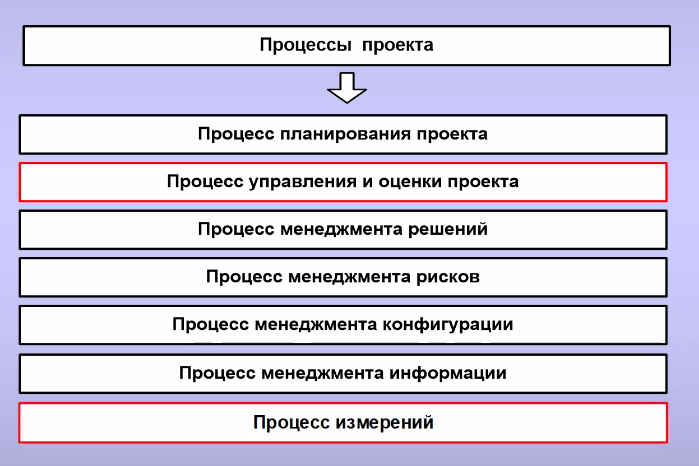 Процессы проекта
Процесс планирования проекта
Процесс управления и оценки проекта
Процесс менеджмента решений
Процесс менеджмента рисков
Процесс менеджмента конфигурации
Процесс менеджмента информации
Процесс измерений